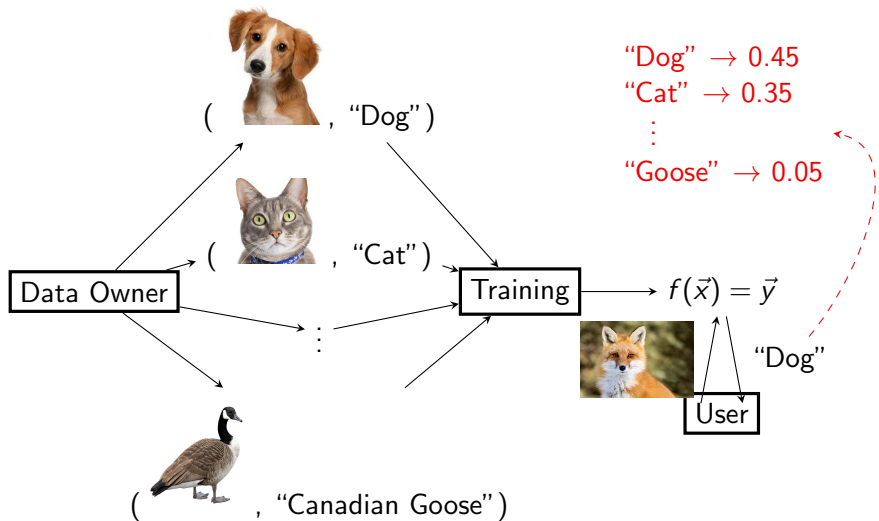 “Dog” → 0.45
“Cat” → 0.35
⋮
“Goose” → 0.05
( , “Dog”)
( , “Cat”)
Data Owner
Training
f(x⃗) = y⃗
⋮
“Dog”
User
( , “Canadian Goose”)